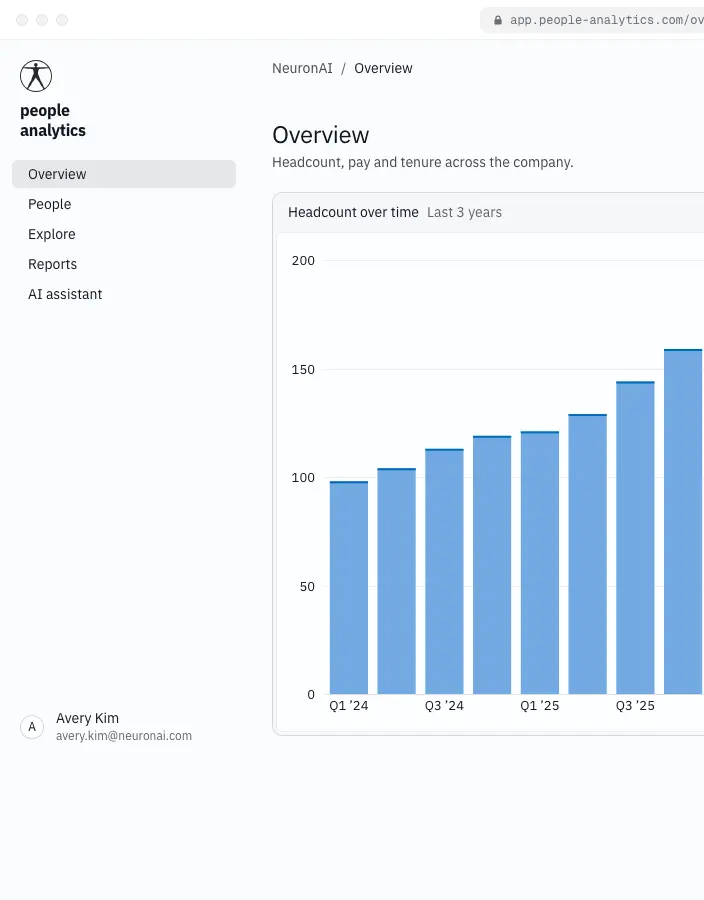 app.people-analytics.com/ov
people
analytics
Overview
People
Explore
Reports
AI assistant
A
Avery Kim
avery.kim@neuronai.com
NeuronAI / Overview
Overview
Headcount, pay and tenure across the company.
Headcount over time Last 3 years
200
150
100
50
0
Q1 ’24 Q3 ’24 Q1 ’25 Q3 ’25